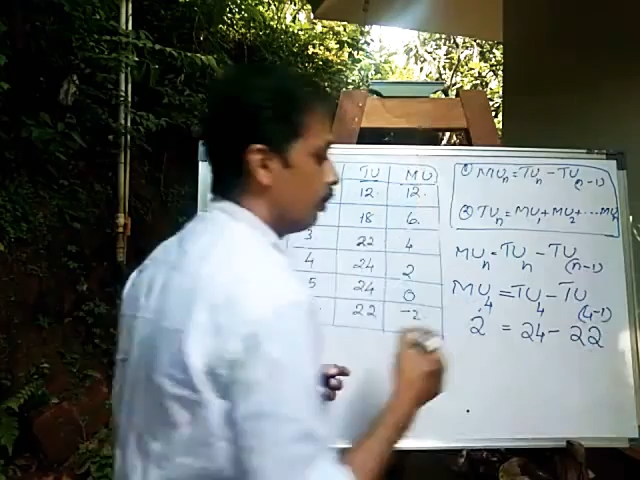 TU MU
12 12
18 6
3 22 4
4 24 2
5 24 0
22 -2
① MUn = TUn - TU(n-1)
② TUn = MU1 + MU2 + ... MUn
MUn = TUn - TU(n-1)
MU4 = TU4 - TU(4-1)
2 = 24 - 22